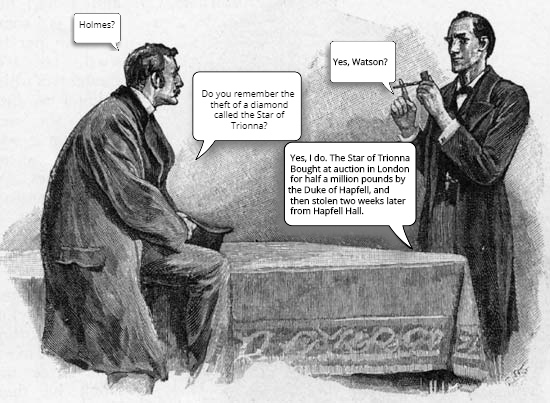 Holmes?
Yes, Watson?
Do you remember the
theft of a diamond
called the Star of
Trionna?
Yes, I do. The Star of Trionna
Bought at auction in London
for half a million pounds by
the Duke of Hapfell, and
then stolen two weeks later
from Hapfell Hall.